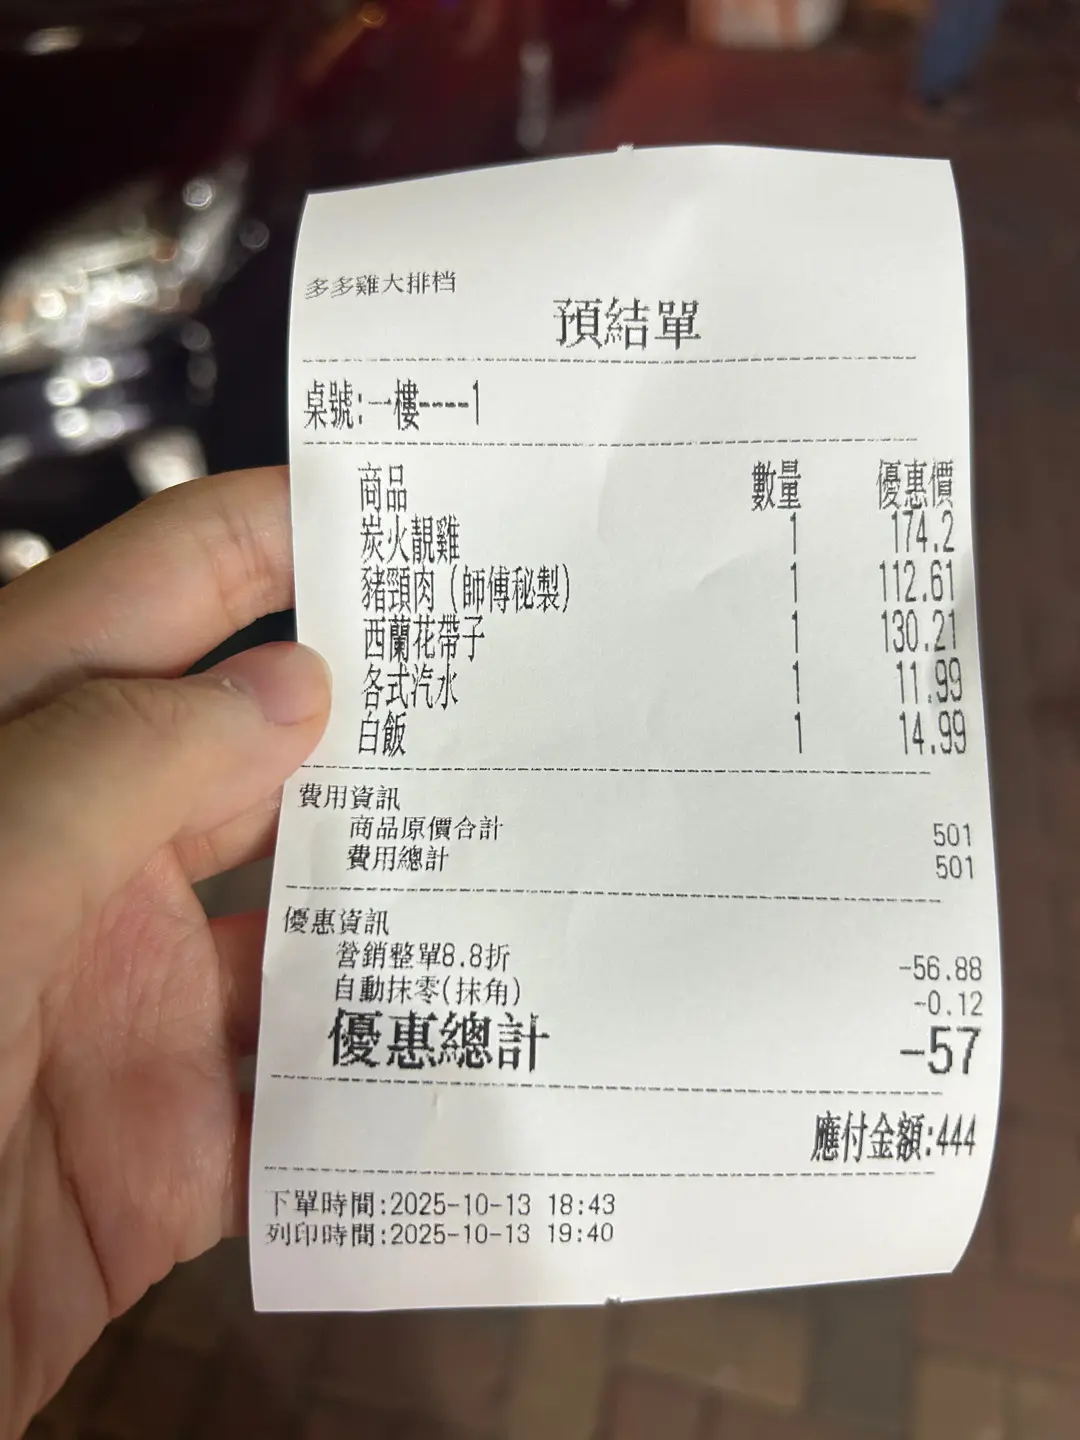 多多雞大排档
預結單
桌號:一樓----1
商品 數量 優惠價
炭火靚雞 1 174.2
豬頸肉(師傅秘製) 1 112.61
西蘭花帶子 1 130.21
各式汽水 1 11.99
白飯 1 14.99
費用資訊
商品原價合計 501
費用總計 501
優惠資訊
營銷整單8.8折 -56.88
自動抹零(抹角) -0.12
優惠總計 -57
應付金額:444
下單時間:2025-10-13 18:43
列印時間:2025-10-13 19:40